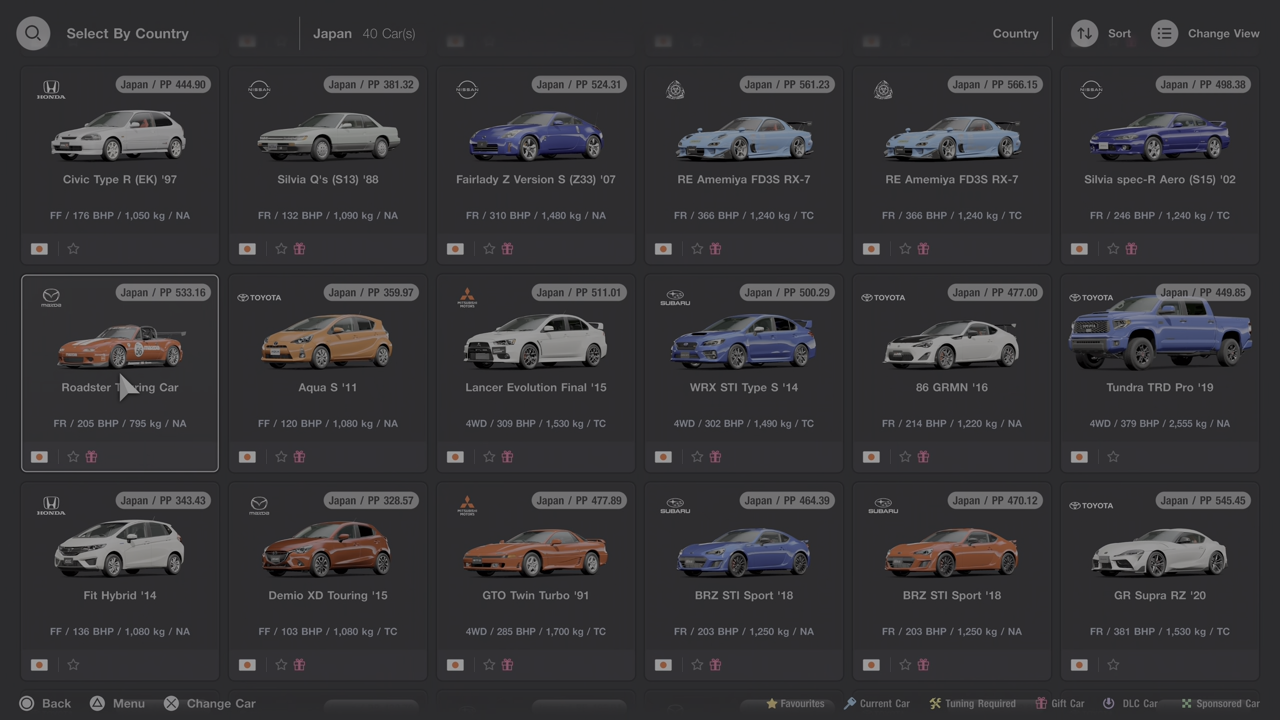 Select By Country
Japan 40 Car(s)
Country
Sort
Change View
HONDA
Japan / PP 444.90
Civic Type R (EK) '97
FF / 176 BHP / 1,050 kg / NA
NISSAN
Japan / PP 381.32
Silvia Q's (S13) '88
FR / 132 BHP / 1,090 kg / NA
NISSAN
Japan / PP 524.31
Fairlady Z Version S (Z33) '07
FR / 310 BHP / 1,480 kg / NA
Japan / PP 561.23
RE Amemiya FD3S RX-7
FR / 366 BHP / 1,240 kg / TC
Japan / PP 566.15
RE Amemiya FD3S RX-7
FR / 366 BHP / 1,240 kg / TC
NISSAN
Japan / PP 498.38
Silvia spec-R Aero (S15) '02
FR / 246 BHP / 1,240 kg / TC
mazda
Japan / PP 533.16
Roadster Touring Car
FR / 205 BHP / 795 kg / NA
TOYOTA
Japan / PP 359.97
Aqua S '11
FF / 120 BHP / 1,080 kg / NA
MITSUBISHI
MOTORS
Japan / PP 511.01
Lancer Evolution Final '15
4WD / 309 BHP / 1,530 kg / TC
SUBARU
Japan / PP 500.29
WRX STI Type S '14
4WD / 302 BHP / 1,490 kg / TC
TOYOTA
Japan / PP 477.00
86 GRMN '16
FR / 214 BHP / 1,220 kg / NA
TOYOTA
Japan / PP 449.85
Tundra TRD Pro '19
4WD / 379 BHP / 2,555 kg / NA
HONDA
Japan / PP 343.43
Fit Hybrid '14
FF / 136 BHP / 1,080 kg / NA
mazda
Japan / PP 328.57
Demio XD Touring '15
FF / 103 BHP / 1,080 kg / TC
MITSUBISHI
MOTORS
Japan / PP 477.89
GTO Twin Turbo '91
4WD / 285 BHP / 1,700 kg / TC
SUBARU
Japan / PP 464.39
BRZ STI Sport '18
FR / 203 BHP / 1,250 kg / NA
SUBARU
Japan / PP 470.12
BRZ STI Sport '18
FR / 203 BHP / 1,250 kg / NA
TOYOTA
Japan / PP 545.45
GR Supra RZ '20
FR / 381 BHP / 1,530 kg / TC
Back
Menu
Change Car
Favourites
Current Car
Tuning Required
Gift Car
DLC Car
Sponsored Car